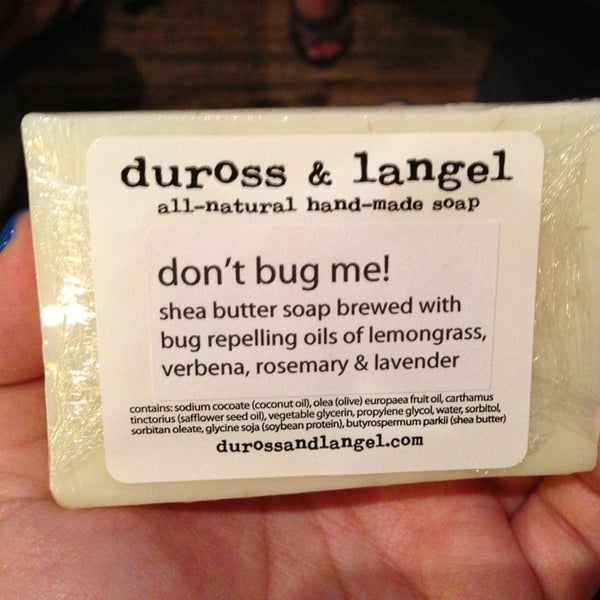 duross & langel
all-natural hand-made soap
don't bug me!
shea butter soap brewed with
bug repelling oils of lemongrass,
verbena, rosemary & lavender
contains: sodium cocoate (coconut oil), olea (olive) europaea fruit oil, carthamus
tinctorius (safflower seed oil), vegetable glycerin, propylene glycol, water, sorbitol,
sorbitan oleate, glycine soja (soybean protein), butyrospermum parkii (shea butter)
durossandlangel.com